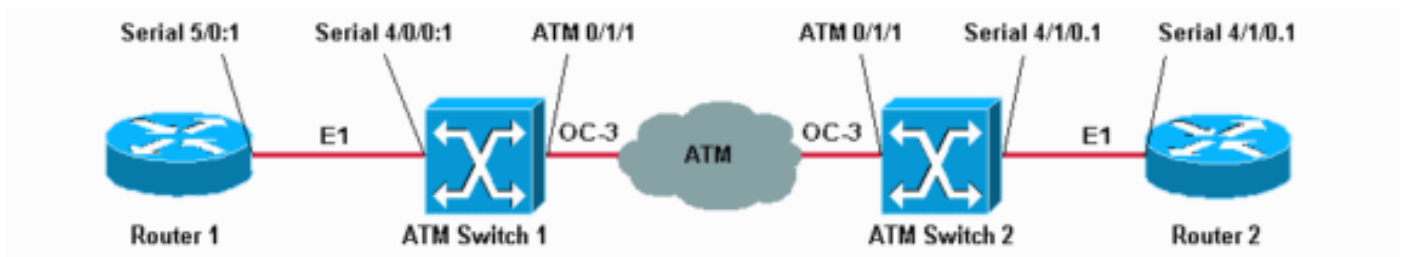 Serial 5/0:1 Serial 4/0/0:1 ATM 0/1/1 ATM 0/1/1 Serial 4/1/0.1 Serial 4/1/0.1
E1 OC-3 ATM OC-3 E1
Router 1 ATM Switch 1 ATM Switch 2 Router 2